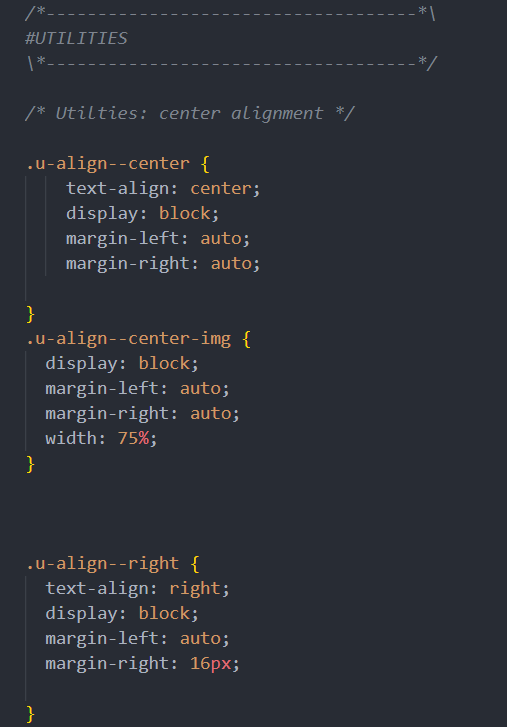 /*------------------------------------*\
#UTILITIES
\*------------------------------------*/
/* Utilties: center alignment */
.u-align--center {
text-align: center;
display: block;
margin-left: auto;
margin-right: auto;
}
.u-align--center-img {
display: block;
margin-left: auto;
margin-right: auto;
width: 75%;
}
.u-align--right {
text-align: right;
display: block;
margin-left: auto;
margin-right: 16px;
}